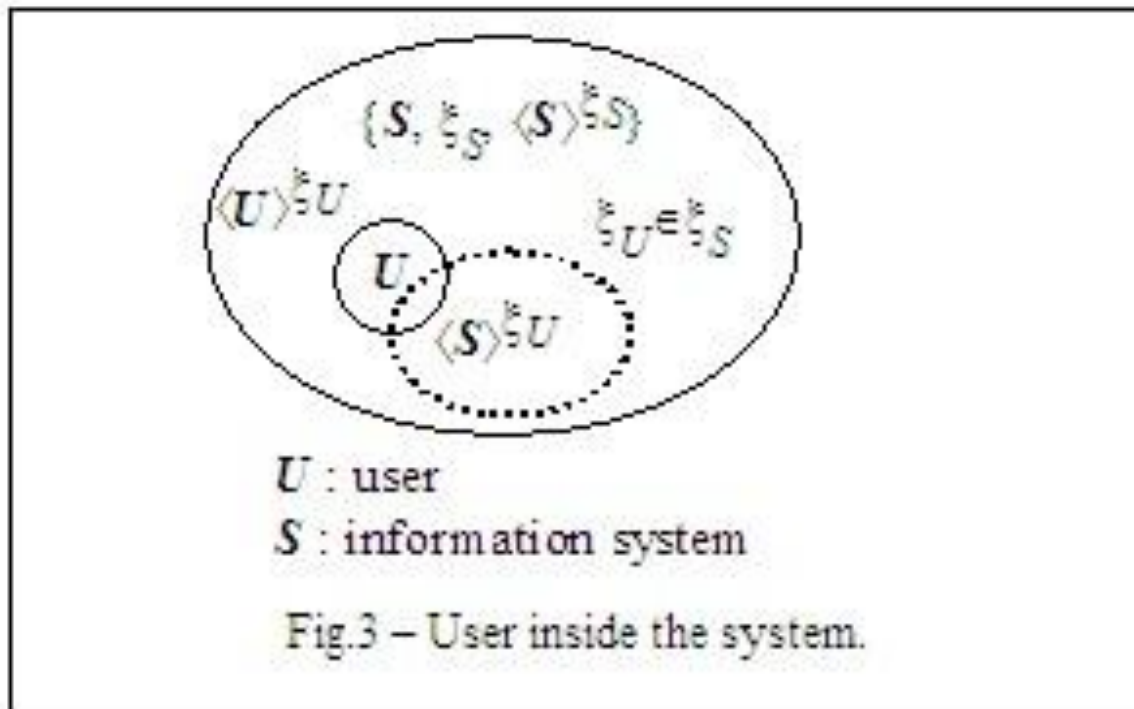 {S, ξS, ⟨S⟩ξS}
⟨U⟩ξU
ξU∈ξS
U
⟨S⟩ξU
U : user
S : information system
Fig.3 – User inside the system.